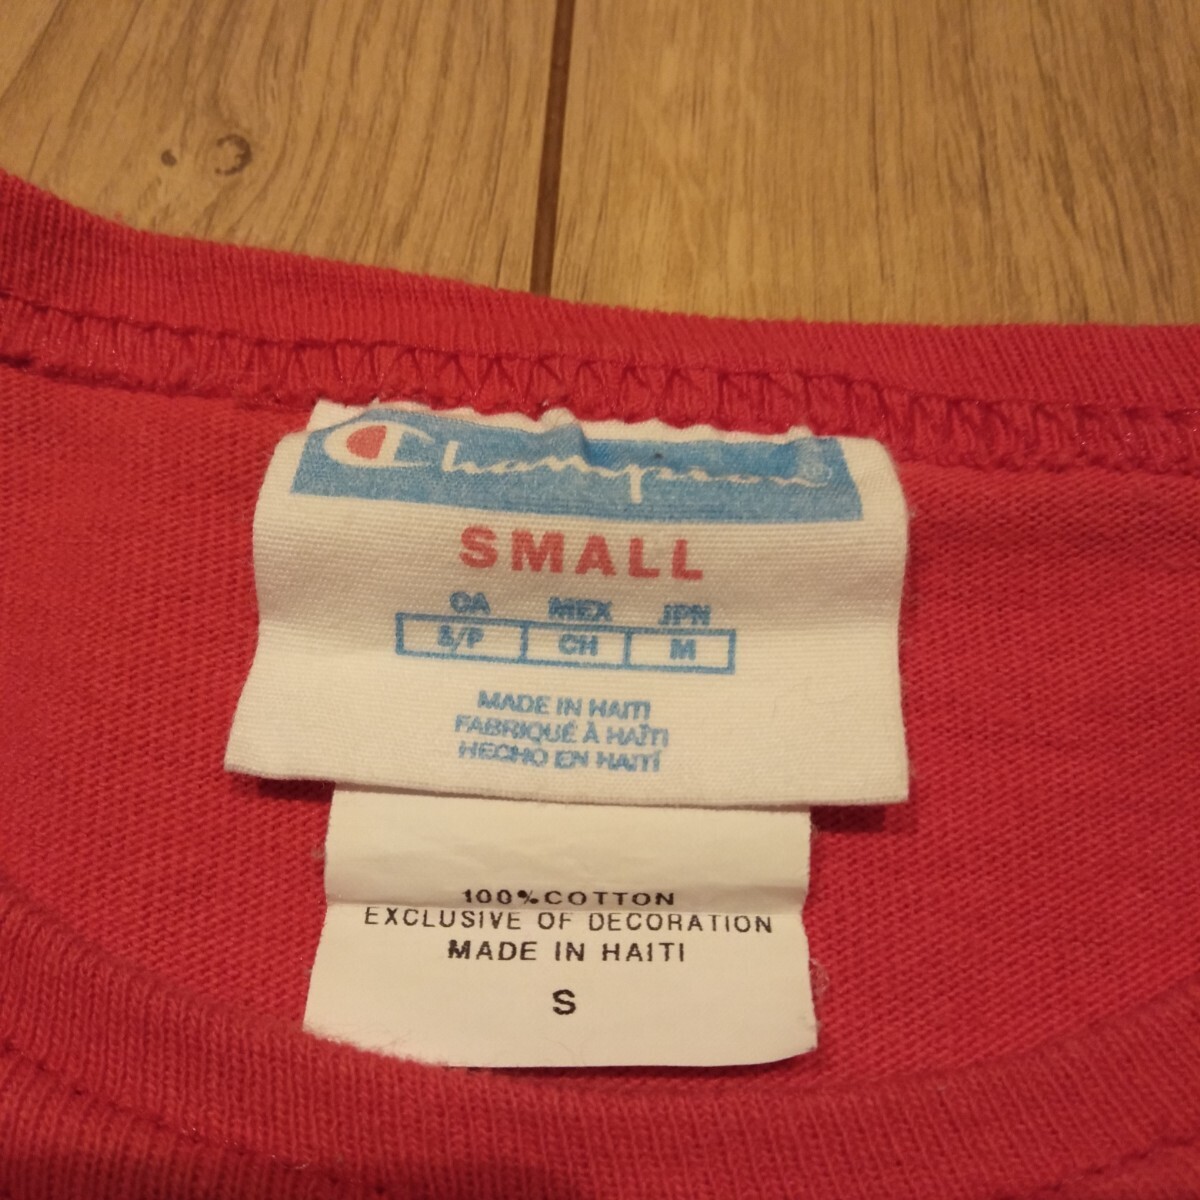 Champion®
SMALL
CA MEX JPN
S/P CH M
MADE IN HAITI
FABRIQUÉ À HAÏTI
HECHO EN HAITÍ
100% COTTON
EXCLUSIVE OF DECORATION
MADE IN HAITI
S